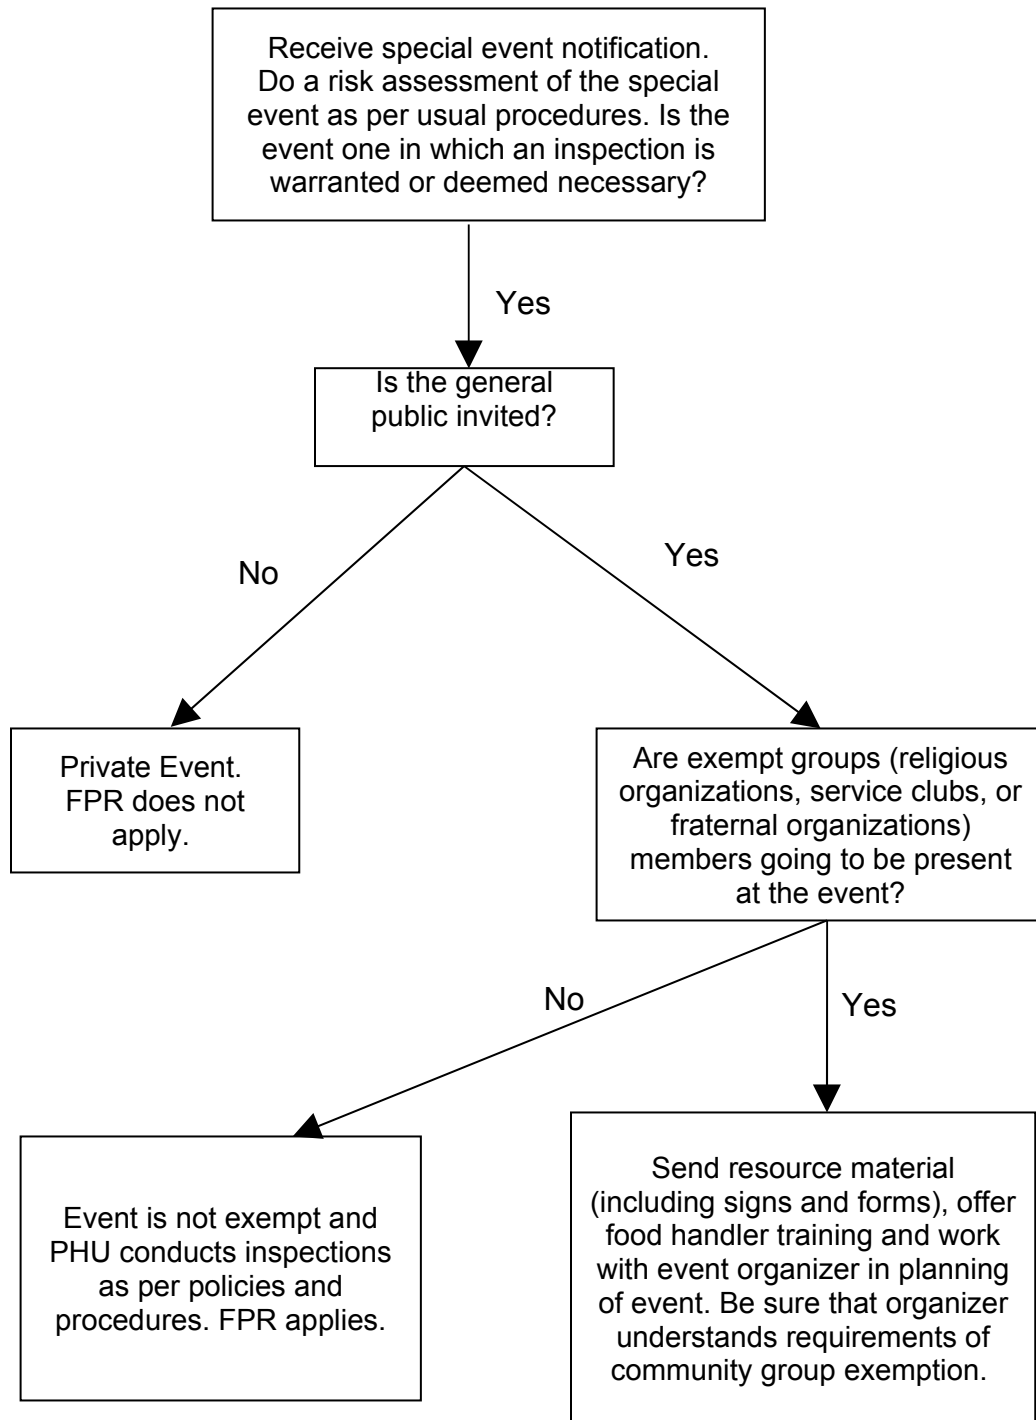 Receive special event notification.
Do a risk assessment of the special
event as per usual procedures. Is the
event one in which an inspection is
warranted or deemed necessary?
Yes
Is the general
public invited?
No
Yes
Private Event.
FPR does not
apply.
Are exempt groups (religious
organizations, service clubs, or
fraternal organizations)
members going to be present
at the event?
No
Yes
Event is not exempt and
PHU conducts inspections
as per policies and
procedures. FPR applies.
Send resource material
(including signs and forms), offer
food handler training and work
with event organizer in planning
of event. Be sure that organizer
understands requirements of
community group exemption.